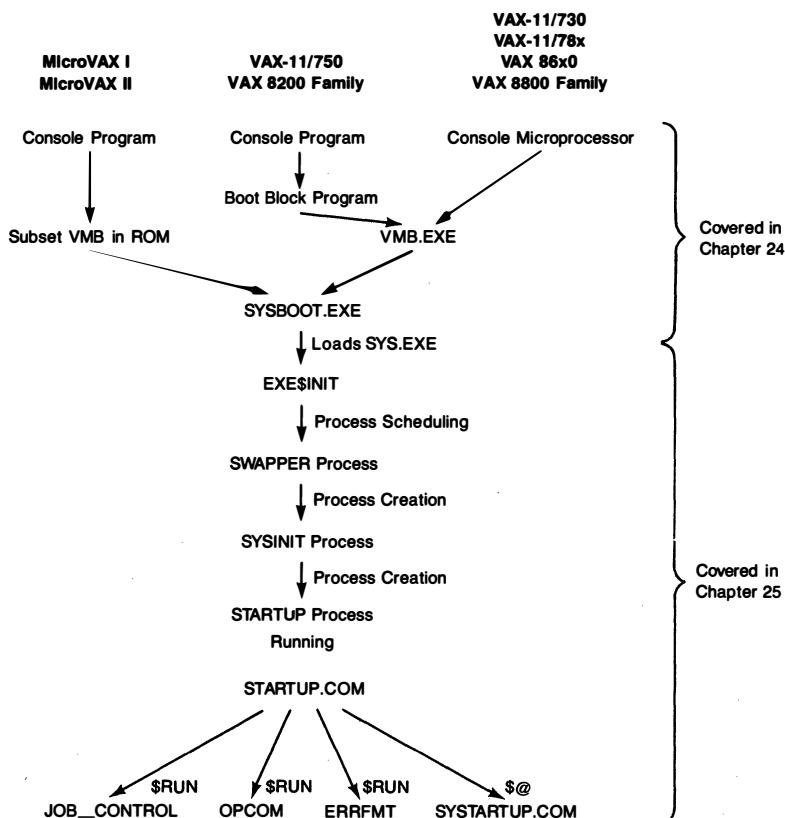 VAX-11/730
VAX-11/78x
MicroVAX I VAX-11/750 VAX 86x0
MicroVAX II VAX 8200 Family VAX 8800 Family
Console Program Console Program Console Microprocessor
Boot Block Program
Subset VMB in ROM VMB.EXE
Covered in
Chapter 24
SYSBOOT.EXE
Loads SYS.EXE
EXE$INIT
Process Scheduling
SWAPPER Process
Process Creation
SYSINIT Process
Process Creation
Covered in
Chapter 25
STARTUP Process
Running
STARTUP.COM
$RUN $RUN $RUN $@
JOB__CONTROL OPCOM ERRFMT SYSTARTUP.COM